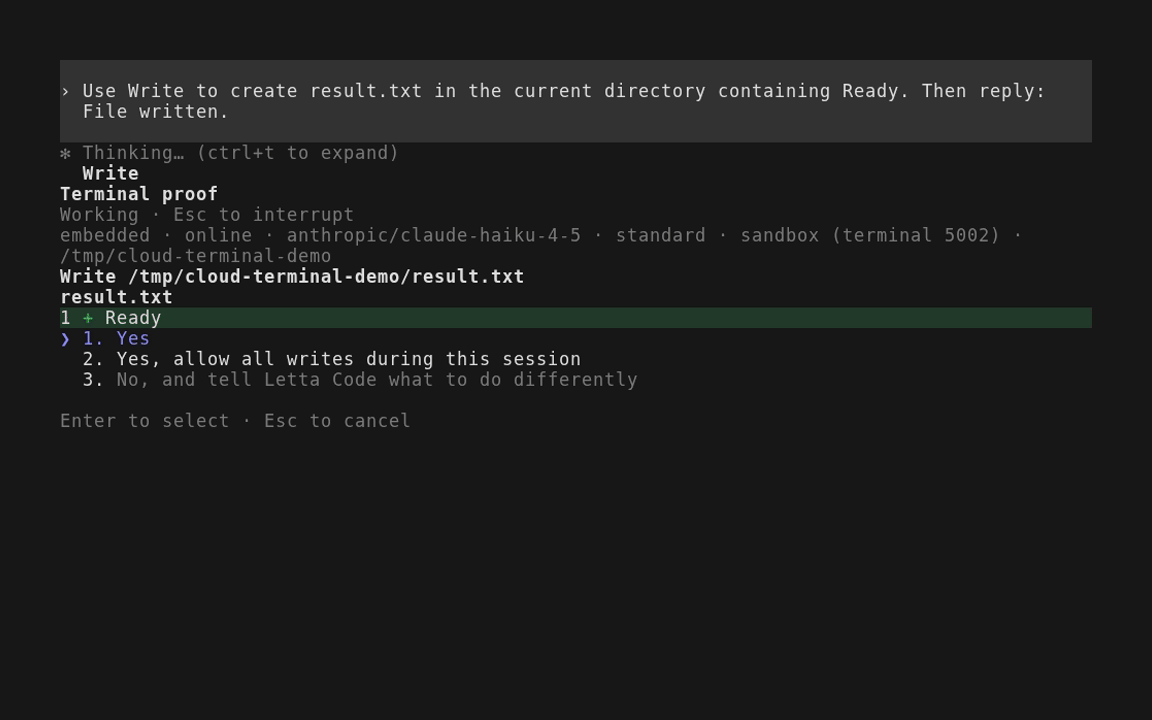 › Use Write to create result.txt in the current directory containing Ready. Then reply:
File written.
✻ Thinking… (ctrl+t to expand)
Write
Terminal proof
Working · Esc to interrupt
embedded · online · anthropic/claude-haiku-4-5 · standard · sandbox (terminal 5002) ·
/tmp/cloud-terminal-demo
Write /tmp/cloud-terminal-demo/result.txt
result.txt
1 + Ready
❯ 1. Yes
2. Yes, allow all writes during this session
3. No, and tell Letta Code what to do differently
Enter to select · Esc to cancel